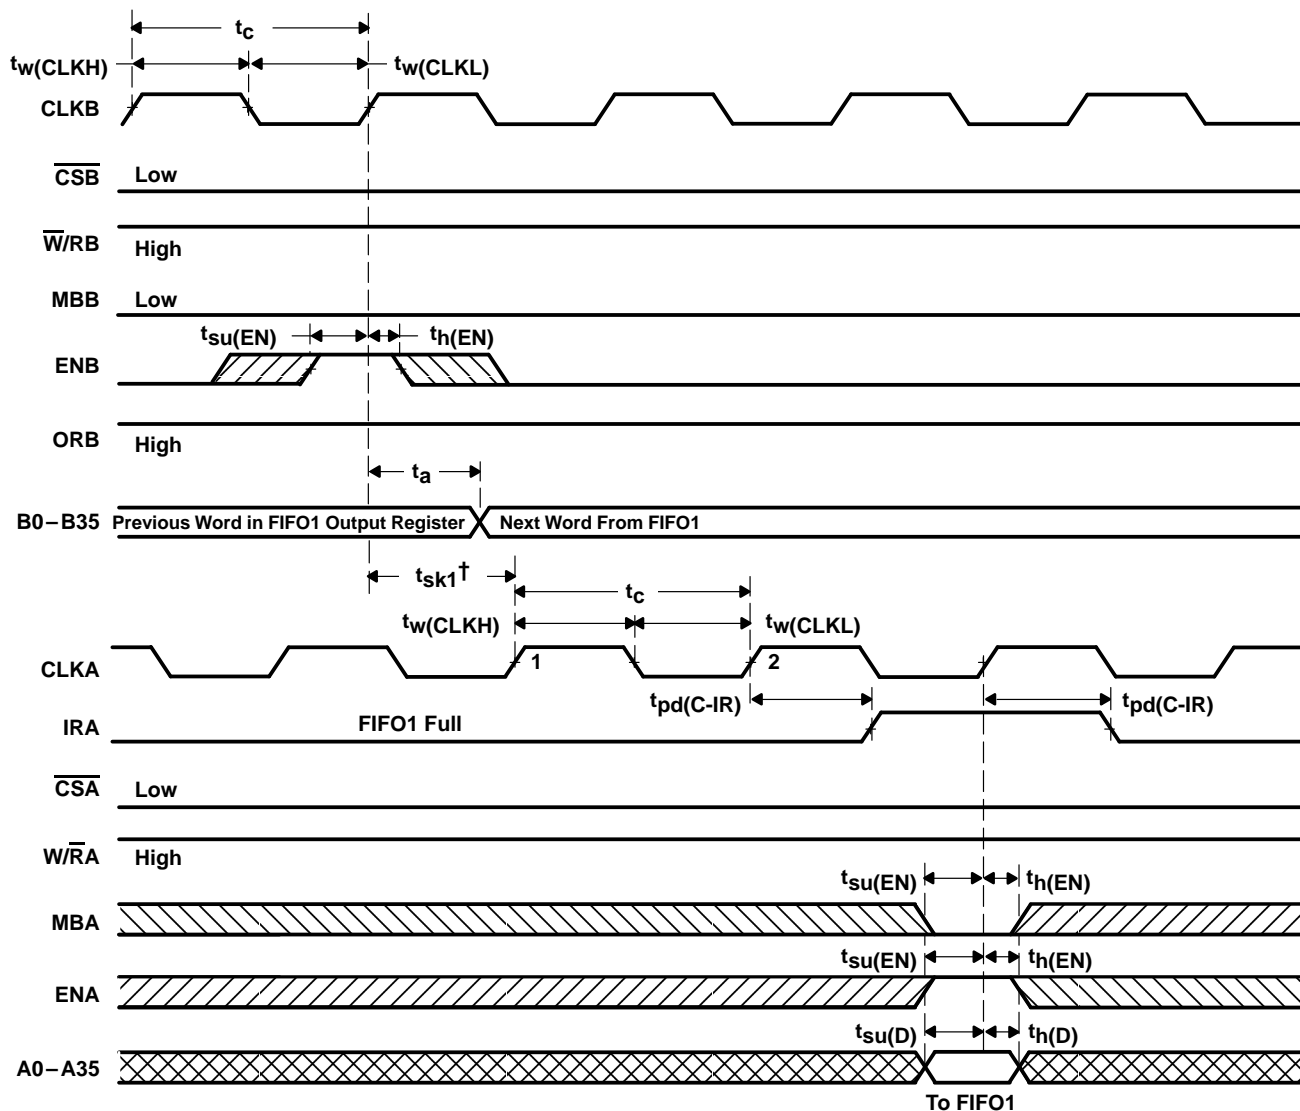 tc
tw(CLKH) tw(CLKL)
CLKB
CSB Low
W/RB High
MBB Low
tsu(EN) th(EN)
ENB
ORB High
ta
B0–B35 Previous Word in FIFO1 Output Register Next Word From FIFO1
tsk1†
tc
tw(CLKH) tw(CLKL)
CLKA 1 2
tpd(C-IR) tpd(C-IR)
IRA FIFO1 Full
CSA Low
W/RA High
tsu(EN) th(EN)
MBA
tsu(EN) th(EN)
ENA
tsu(D) th(D)
A0–A35
To FIFO1